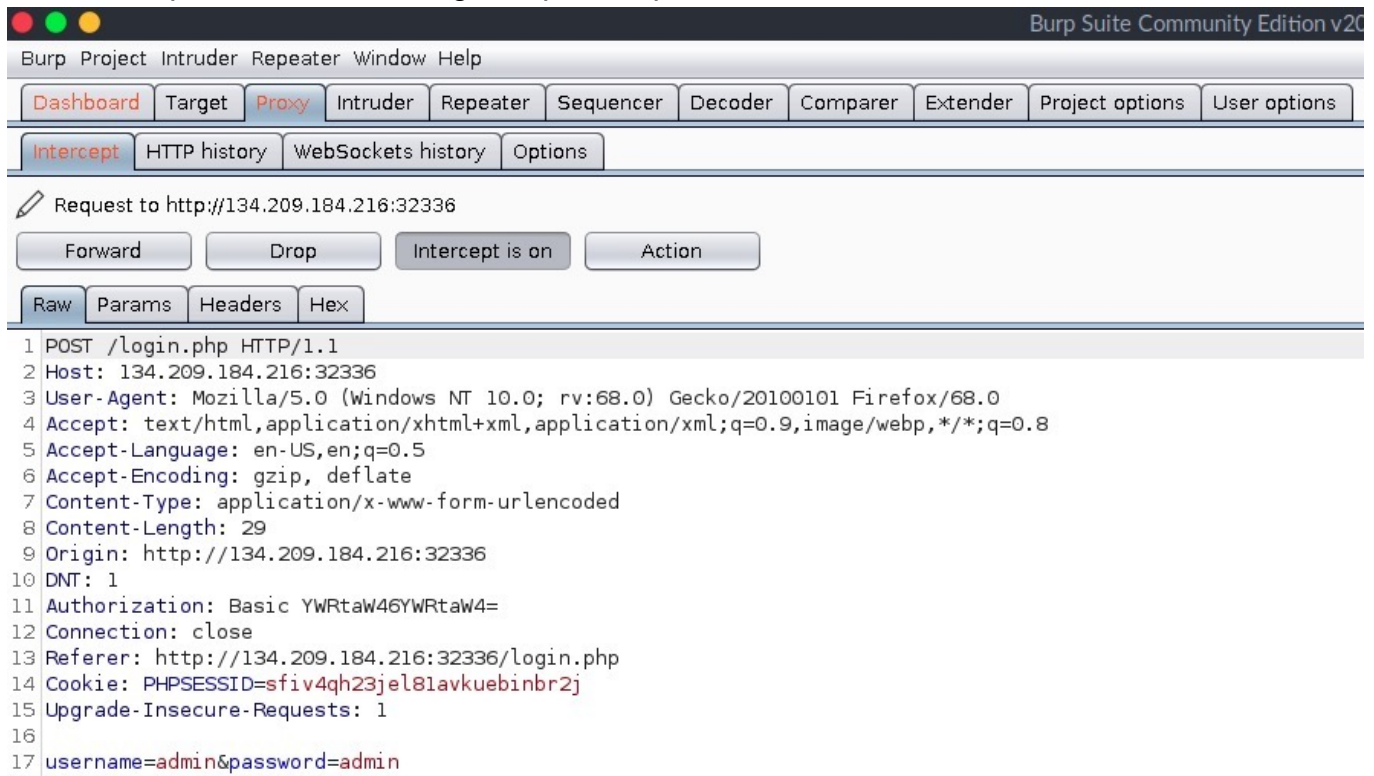 Burp Suite Community Edition v20
Burp Project Intruder Repeater Window Help
Dashboard Target Proxy Intruder Repeater Sequencer Decoder Comparer Extender Project options User options
Intercept HTTP history WebSockets history Options
Request to http://134.209.184.216:32336
Forward Drop Intercept is on Action
Raw Params Headers Hex
1 POST /login.php HTTP/1.1
2 Host: 134.209.184.216:32336
3 User-Agent: Mozilla/5.0 (Windows NT 10.0; rv:68.0) Gecko/20100101 Firefox/68.0
4 Accept: text/html,application/xhtml+xml,application/xml;q=0.9,image/webp,*/*;q=0.8
5 Accept-Language: en-US,en;q=0.5
6 Accept-Encoding: gzip, deflate
7 Content-Type: application/x-www-form-urlencoded
8 Content-Length: 29
9 Origin: http://134.209.184.216:32336
10 DNT: 1
11 Authorization: Basic YWRtaW46YWRtaW4=
12 Connection: close
13 Referer: http://134.209.184.216:32336/login.php
14 Cookie: PHPSESSID=sfiv4qh23jel8lavkuebinbr2j
15 Upgrade-Insecure-Requests: 1
16
17 username=admin&password=admin